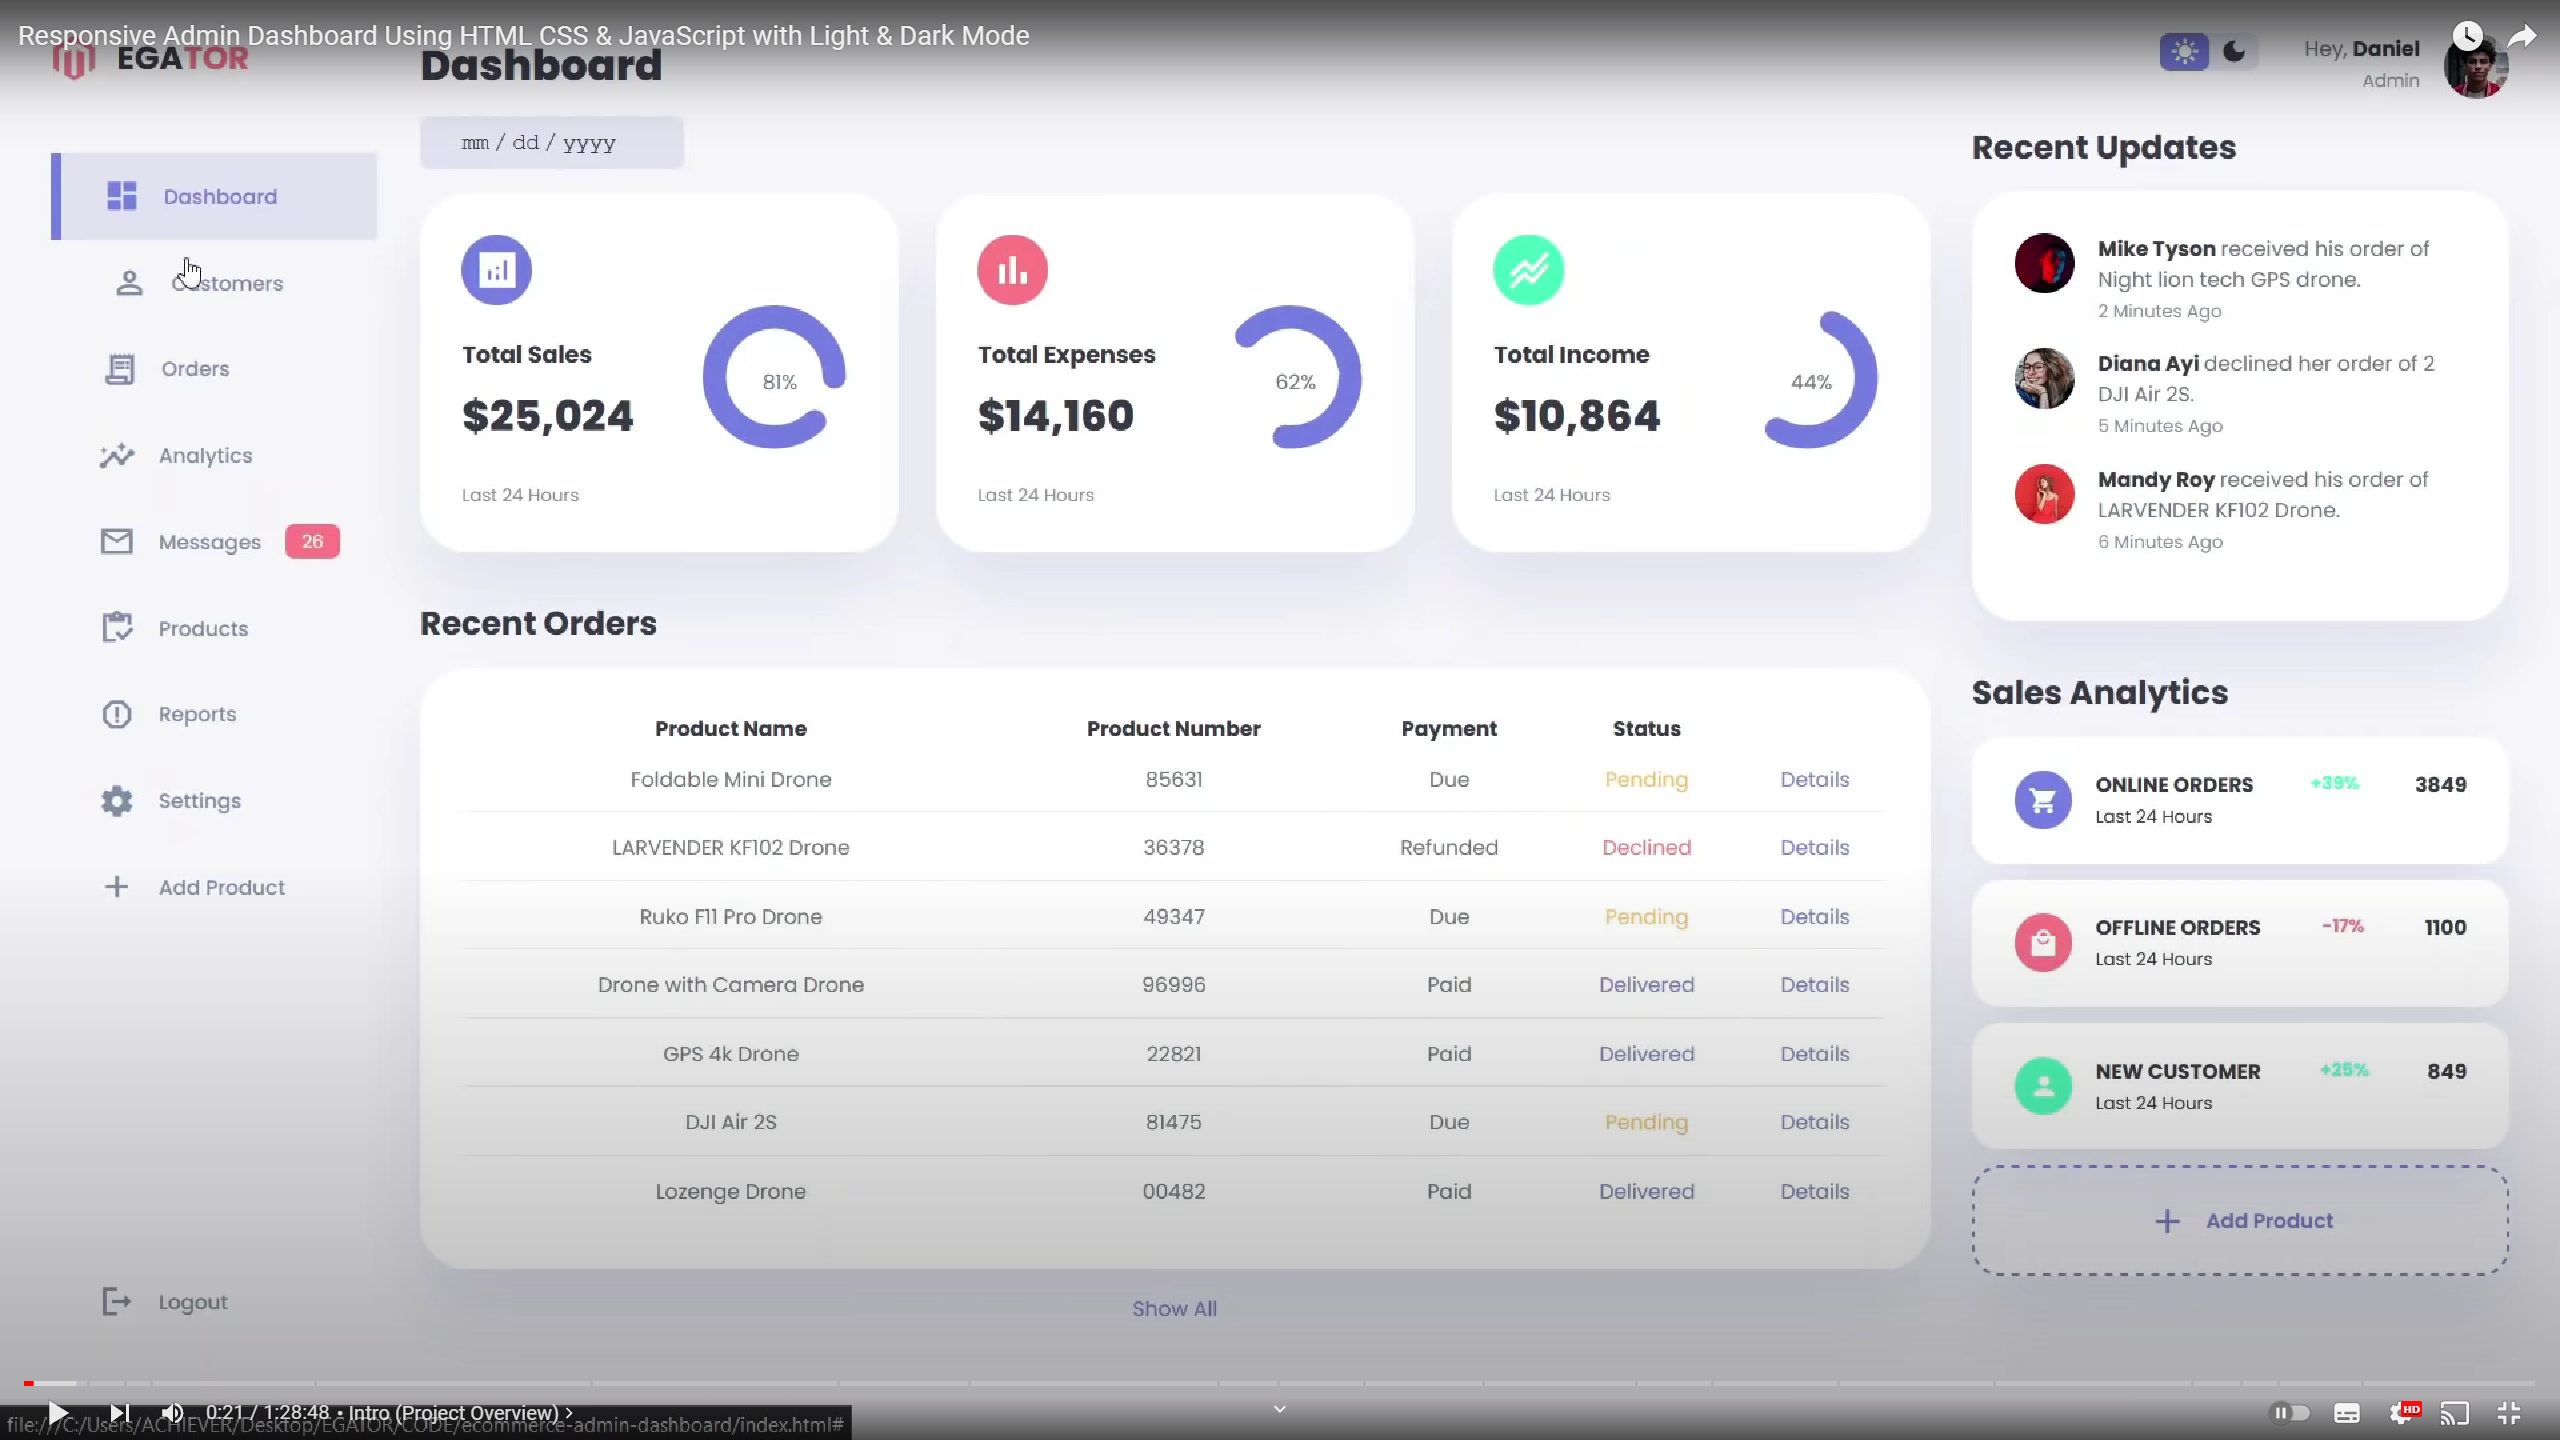 Responsive Admin Dashboard Using HTML CSS & JavaScript with Light & Dark Mode
EGATOR
Dashboard
Hey, Daniel
Admin
mm / dd / yyyy
Dashboard
Customers
Orders
Analytics
Messages 26
Products
Reports
Settings
Add Product
Logout
Total Sales
$25,024
81%
Last 24 Hours
Total Expenses
$14,160
62%
Last 24 Hours
Total Income
$10,864
44%
Last 24 Hours
Recent Orders
Product Name Product Number Payment Status
Foldable Mini Drone 85631 Due Pending Details
LARVENDER KF102 Drone 36378 Refunded Declined Details
Ruko F11 Pro Drone 49347 Due Pending Details
Drone with Camera Drone 96996 Paid Delivered Details
GPS 4k Drone 22821 Paid Delivered Details
DJI Air 2S 81475 Due Pending Details
Lozenge Drone 00482 Paid Delivered Details
Show All
Recent Updates
Mike Tyson received his order of
Night lion tech GPS drone.
2 Minutes Ago
Diana Ayi declined her order of 2
DJI Air 2S.
5 Minutes Ago
Mandy Roy received his order of
LARVENDER KF102 Drone.
6 Minutes Ago
Sales Analytics
ONLINE ORDERS +39% 3849
Last 24 Hours
OFFLINE ORDERS -17% 1100
Last 24 Hours
NEW CUSTOMER +25% 849
Last 24 Hours
Add Product
0:21 / 1:28:48 • Intro (Project Overview)
HD
file:///C:/Users/ACHIEVER/Desktop/EGATOR/CODE/ecommerce-admin-dashboard/index.html#